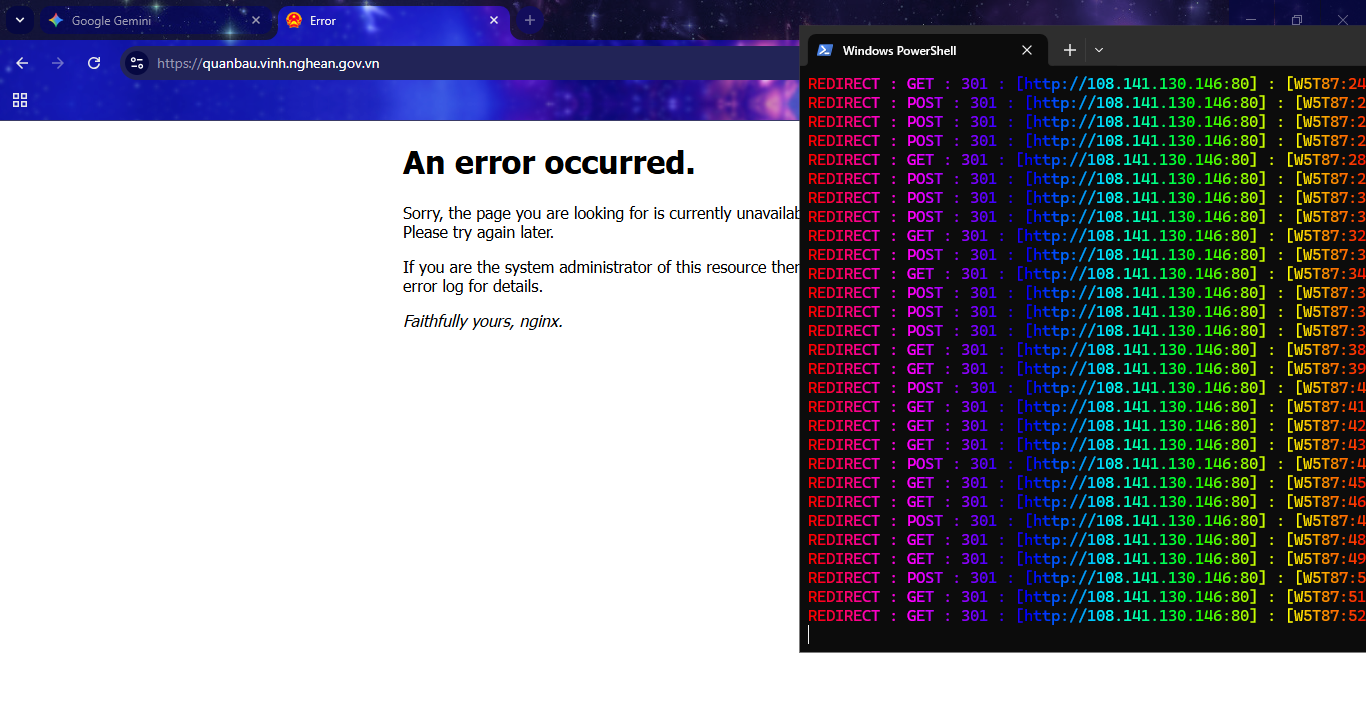 Google Gemini
Error
https://quanbau.vinh.nghean.gov.vn
An error occurred.
Sorry, the page you are looking for is currently unavailab
Please try again later.
If you are the system administrator of this resource then
error log for details.
Faithfully yours, nginx.
Windows PowerShell
REDIRECT : GET : 301 : [http://108.141.130.146:80] : [W5T87:24
REDIRECT : POST : 301 : [http://108.141.130.146:80] : [W5T87:2
REDIRECT : POST : 301 : [http://108.141.130.146:80] : [W5T87:2
REDIRECT : POST : 301 : [http://108.141.130.146:80] : [W5T87:2
REDIRECT : GET : 301 : [http://108.141.130.146:80] : [W5T87:28
REDIRECT : POST : 301 : [http://108.141.130.146:80] : [W5T87:2
REDIRECT : POST : 301 : [http://108.141.130.146:80] : [W5T87:3
REDIRECT : POST : 301 : [http://108.141.130.146:80] : [W5T87:3
REDIRECT : GET : 301 : [http://108.141.130.146:80] : [W5T87:32
REDIRECT : POST : 301 : [http://108.141.130.146:80] : [W5T87:3
REDIRECT : GET : 301 : [http://108.141.130.146:80] : [W5T87:34
REDIRECT : POST : 301 : [http://108.141.130.146:80] : [W5T87:3
REDIRECT : POST : 301 : [http://108.141.130.146:80] : [W5T87:3
REDIRECT : POST : 301 : [http://108.141.130.146:80] : [W5T87:3
REDIRECT : GET : 301 : [http://108.141.130.146:80] : [W5T87:38
REDIRECT : GET : 301 : [http://108.141.130.146:80] : [W5T87:39
REDIRECT : POST : 301 : [http://108.141.130.146:80] : [W5T87:4
REDIRECT : GET : 301 : [http://108.141.130.146:80] : [W5T87:41
REDIRECT : GET : 301 : [http://108.141.130.146:80] : [W5T87:42
REDIRECT : GET : 301 : [http://108.141.130.146:80] : [W5T87:43
REDIRECT : POST : 301 : [http://108.141.130.146:80] : [W5T87:4
REDIRECT : GET : 301 : [http://108.141.130.146:80] : [W5T87:45
REDIRECT : GET : 301 : [http://108.141.130.146:80] : [W5T87:46
REDIRECT : POST : 301 : [http://108.141.130.146:80] : [W5T87:4
REDIRECT : GET : 301 : [http://108.141.130.146:80] : [W5T87:48
REDIRECT : GET : 301 : [http://108.141.130.146:80] : [W5T87:49
REDIRECT : POST : 301 : [http://108.141.130.146:80] : [W5T87:5
REDIRECT : GET : 301 : [http://108.141.130.146:80] : [W5T87:51
REDIRECT : GET : 301 : [http://108.141.130.146:80] : [W5T87:52